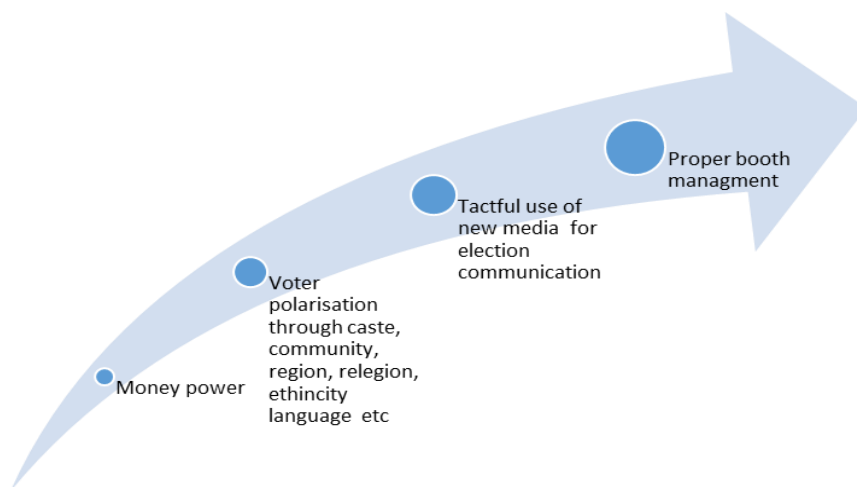 Money power
Voter
polarisation
through caste,
community,
region, relegion,
ethincity
language etc
Tactful use of
new media for
election
communication
Proper booth
managment